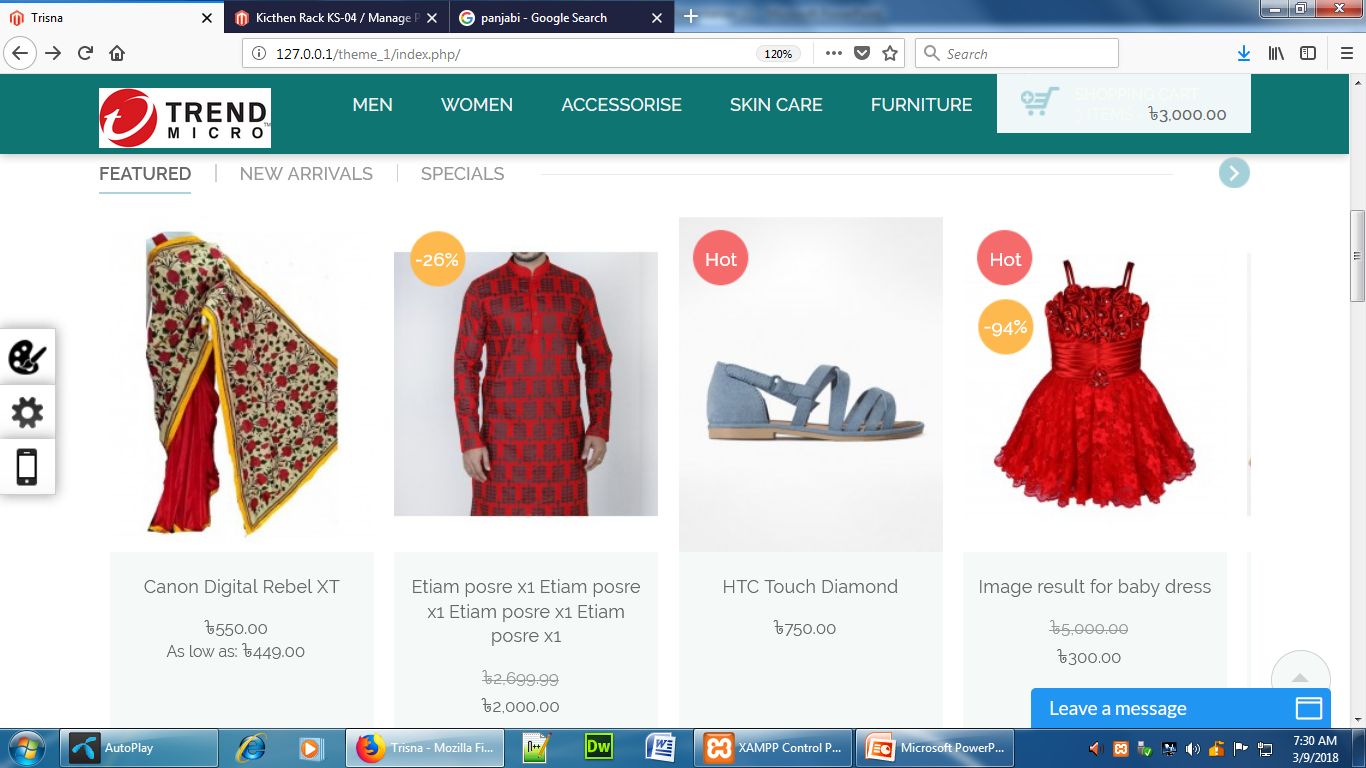 Trisna
Kicthen Rack KS-04 / Manage P
panjabi - Google Search
127.0.0.1/theme_1/index.php/
120%
Search
TREND
MICRO
TM
MEN
WOMEN
ACCESSORISE
SKIN CARE
FURNITURE
SHOPPING CART
৳3,000.00
FEATURED
NEW ARRIVALS
SPECIALS
-26%
Hot
Hot
-94%
Canon Digital Rebel XT
৳550.00
As low as: ৳449.00
Etiam posre x1 Etiam posre
x1 Etiam posre x1 Etiam
posre x1
৳2,699.99
৳2,000.00
HTC Touch Diamond
৳750.00
Image result for baby dress
৳5,000.00
৳300.00
Leave a message
AutoPlay
Trisna - Mozilla Fi...
Dw
XAMPP Control P...
Microsoft PowerP...
7:30 AM
3/9/2018